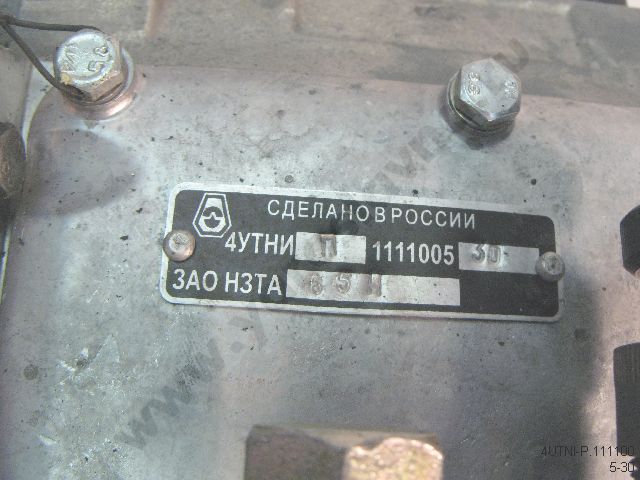 СДЕЛАНО В РОССИИ
4УТНИ П 1111005 30
ЗАО НЗТА
4UTNI-P.111100
5-30